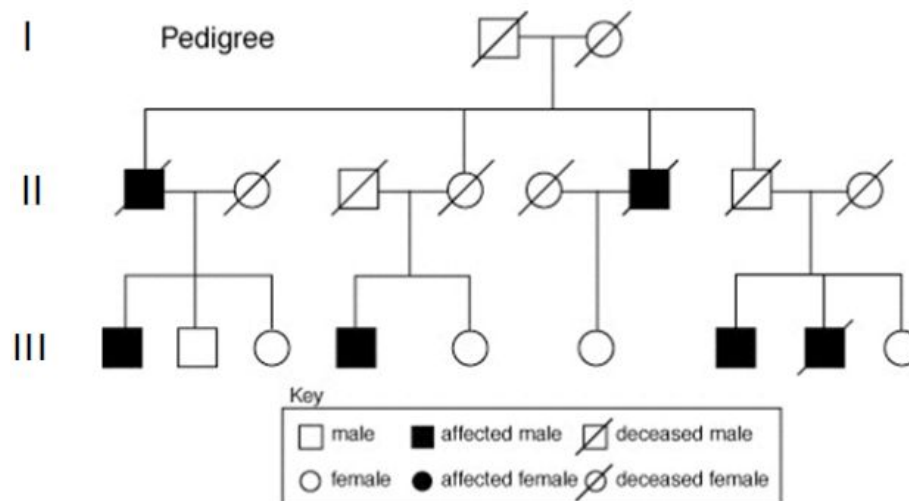 I
Pedigree
II
III
Key
male affected male deceased male
female affected female deceased female